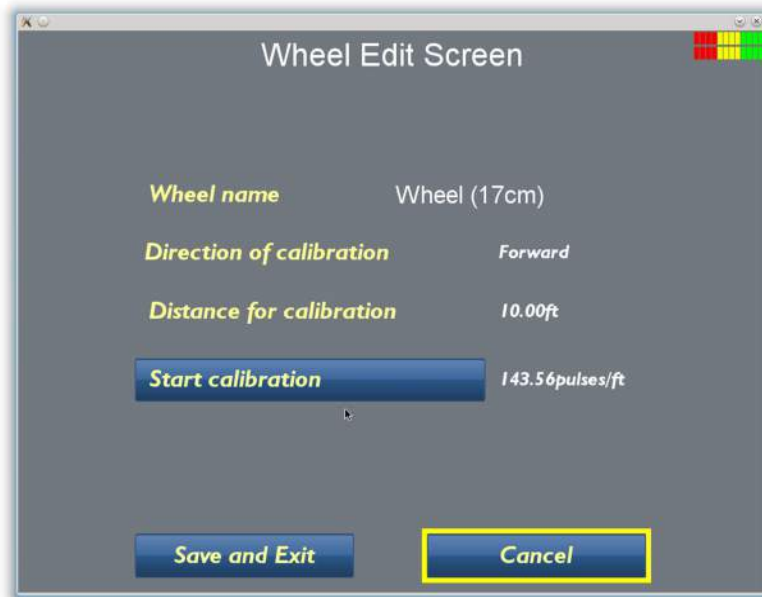 Wheel Edit Screen
Wheel name Wheel (17cm)
Direction of calibration Forward
Distance for calibration 10.00ft
Start calibration 143.56pulses/ft
Save and Exit Cancel